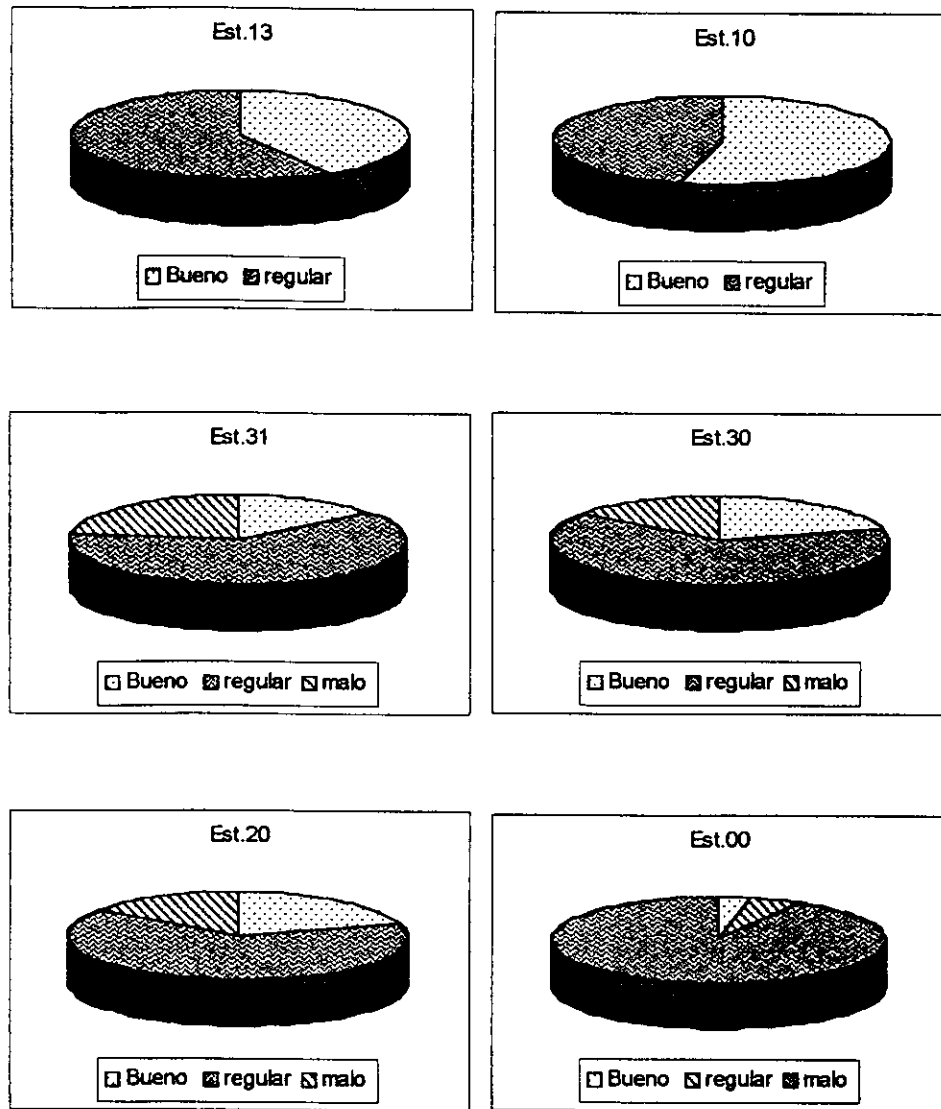 Est.13
Bueno regular
Est.10
Bueno regular
Est.31
Bueno regular malo
Est.30
Bueno regular malo
Est.20
Bueno regular malo
Est.00
Bueno regular malo